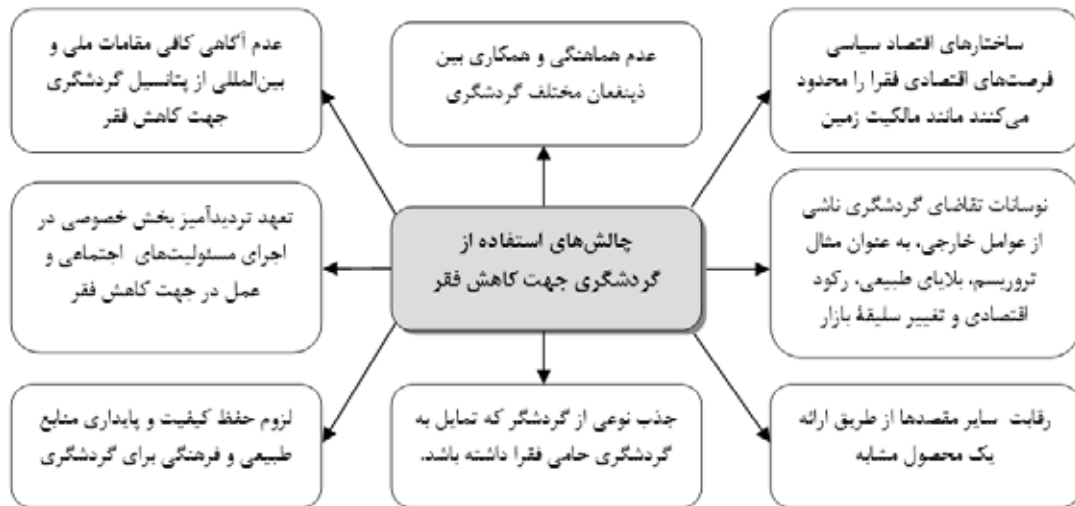 ساختارهای اقتصاد سیاسی
فرصت‌های اقتصادی فقرا را محدود
می‌کنند مانند مالکیت زمین
عدم هماهنگی و همکاری بین
ذینفعان مختلف گردشگری
عدم آگاهی کافی مقامات ملی و
بین‌المللی از پتانسیل گردشگری
جهت کاهش فقر
نوسانات تقاضای گردشگری ناشی
از عوامل خارجی، به عنوان مثال
تروریسم، بلایای طبیعی، رکود
اقتصادی و تغییر سلیقهٔ بازار
چالش‌های استفاده از
گردشگری جهت کاهش فقر
تعهد تردیدآمیز بخش خصوصی در
اجرای مسئولیت‌های اجتماعی و
عمل در جهت کاهش فقر
رقابت سایر مقصدها از طریق ارائه
یک محصول مشابه
جذب نوعی از گردشگر که تمایل به
گردشگری حامی فقرا داشته باشد.
لزوم حفظ کیفیت و پایداری منابع
طبیعی و فرهنگی برای گردشگری